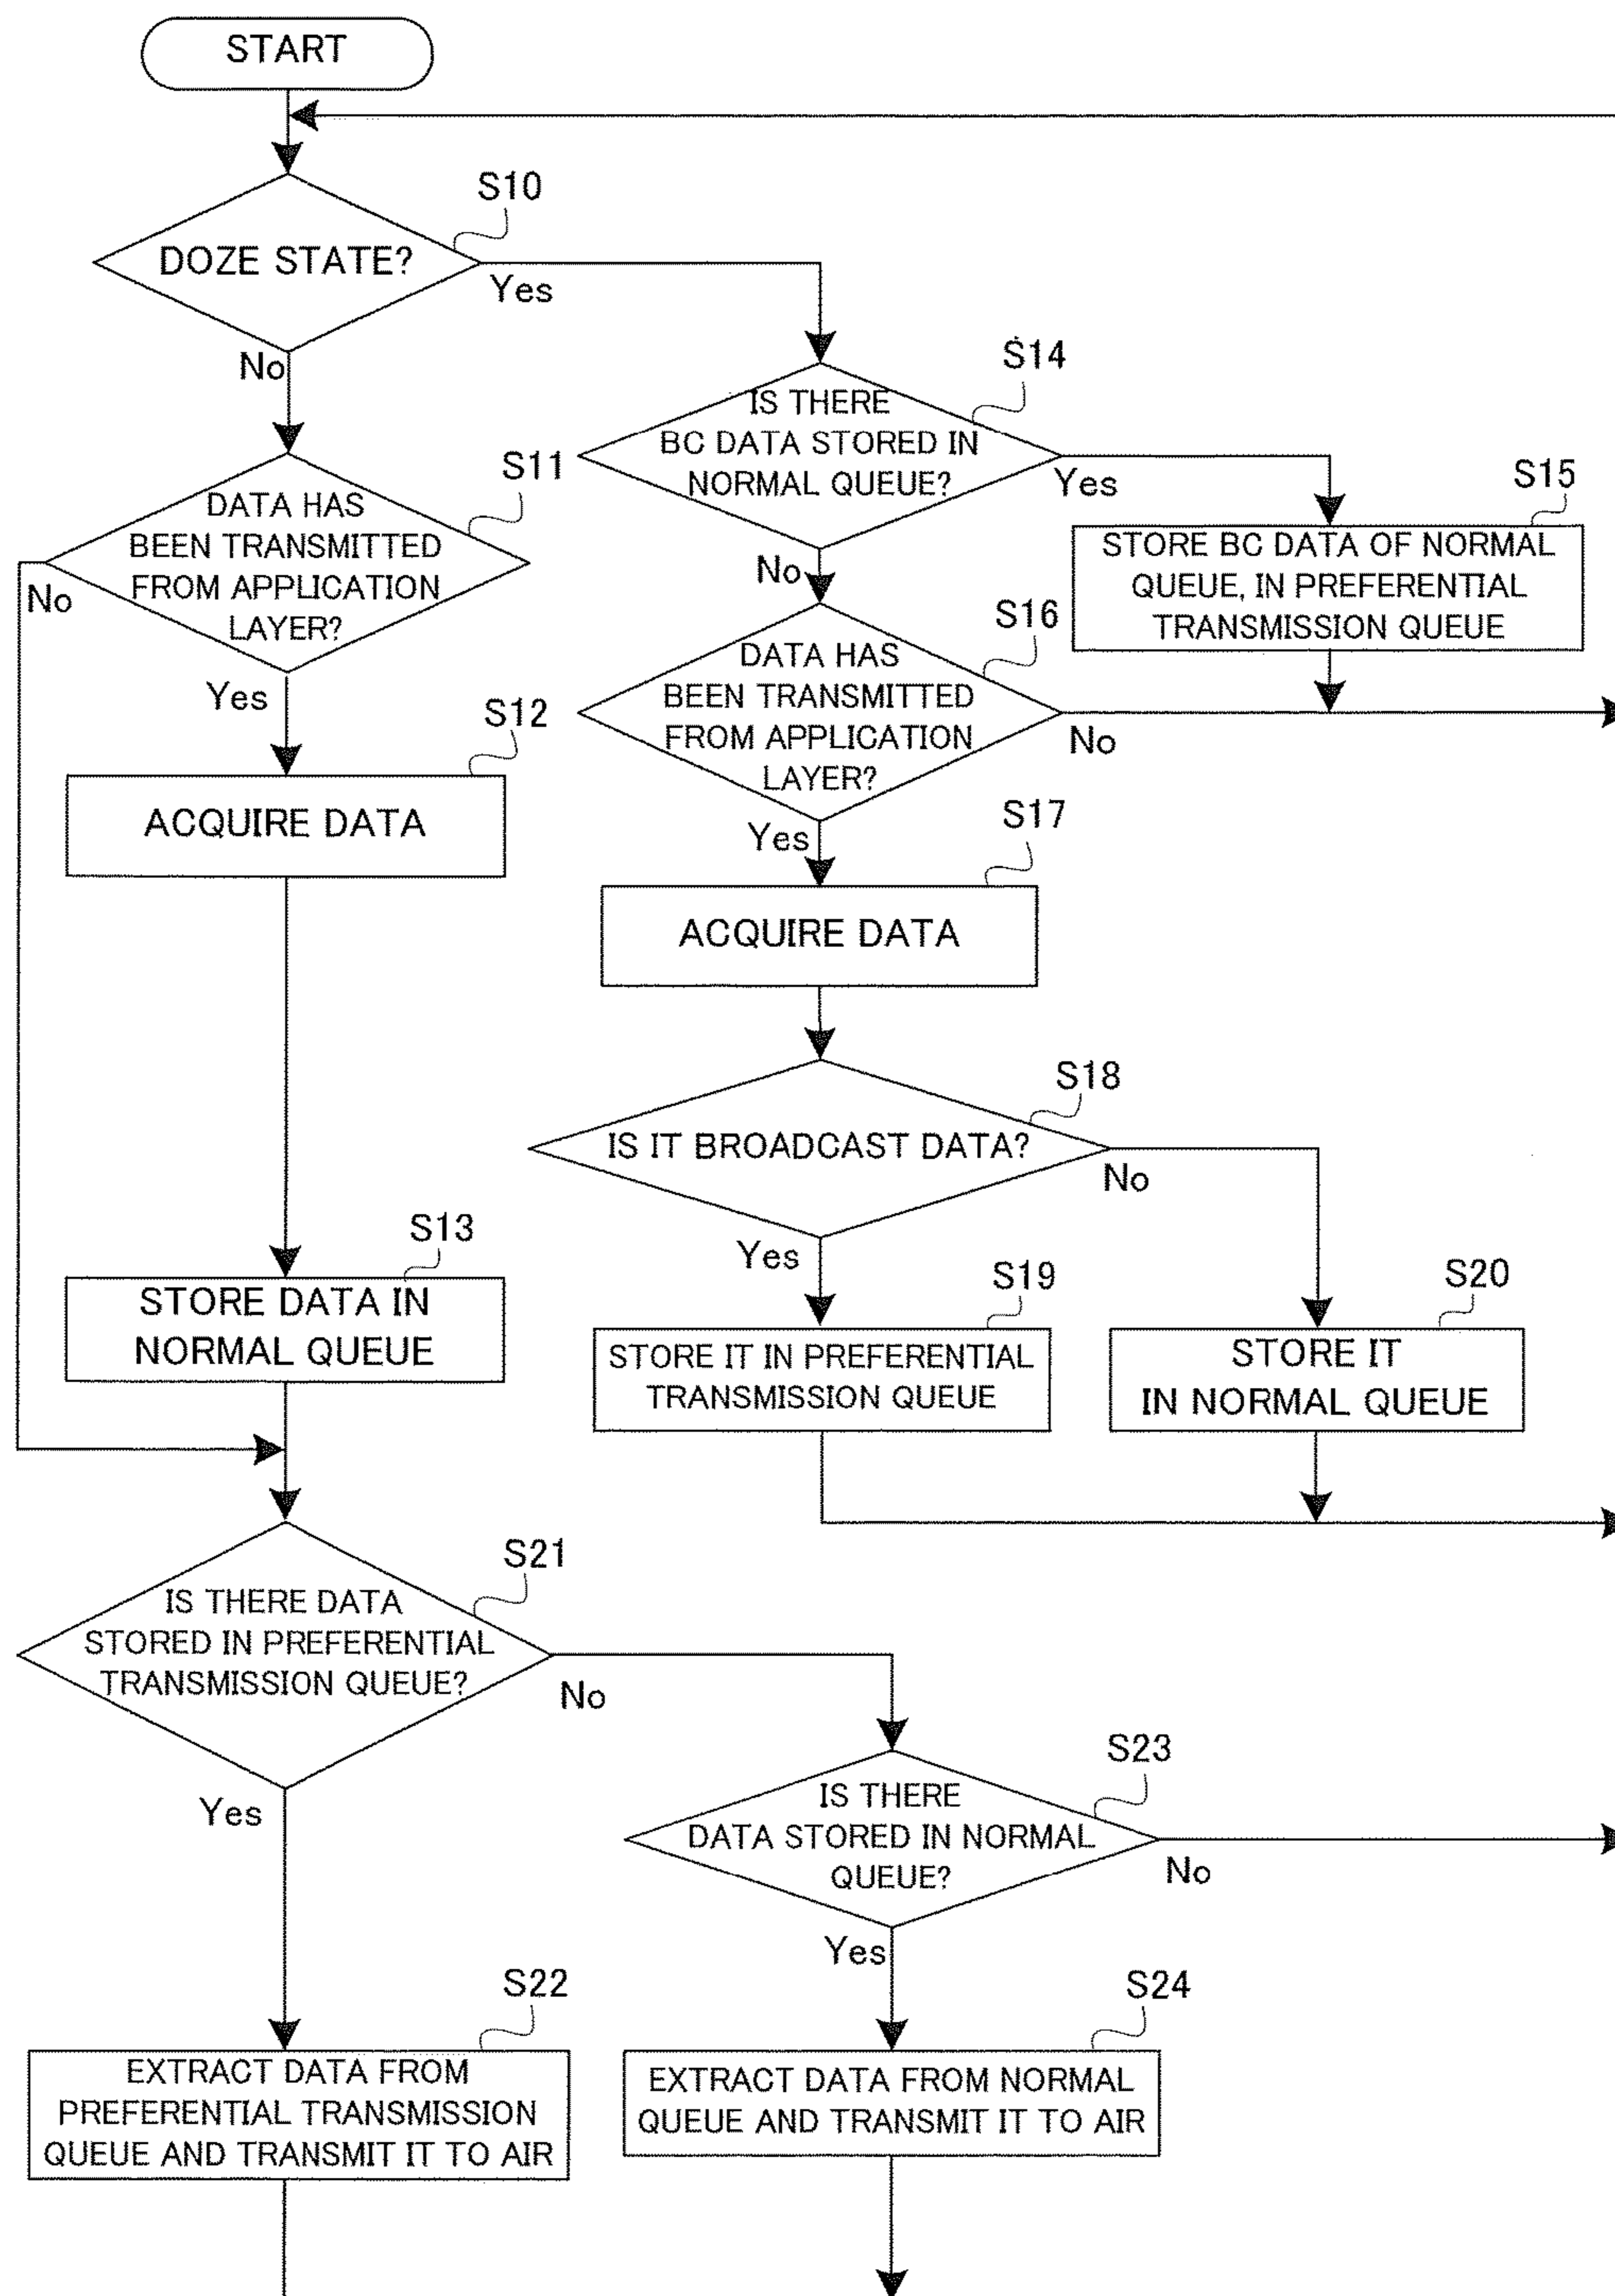 START
S10
DOZE STATE?
Yes
No
S14
IS THERE
BC DATA STORED IN
NORMAL QUEUE?
Yes
No
S11
DATA HAS
BEEN TRANSMITTED
FROM APPLICATION
LAYER?
No
Yes
S15
STORE BC DATA OF NORMAL
QUEUE, IN PREFERENTIAL
TRANSMISSION QUEUE
S16
DATA HAS
BEEN TRANSMITTED
FROM APPLICATION
LAYER?
No
Yes
S12
ACQUIRE DATA
S17
ACQUIRE DATA
S18
IS IT BROADCAST DATA?
No
Yes
S13
STORE DATA IN
NORMAL QUEUE
S19
STORE IT IN PREFERENTIAL
TRANSMISSION QUEUE
S20
STORE IT
IN NORMAL QUEUE
S21
IS THERE DATA
STORED IN PREFERENTIAL
TRANSMISSION QUEUE?
No
Yes
S23
IS THERE
DATA STORED IN NORMAL
QUEUE?
No
Yes
S22
EXTRACT DATA FROM
PREFERENTIAL TRANSMISSION
QUEUE AND TRANSMIT IT TO AIR
S24
EXTRACT DATA FROM NORMAL
QUEUE AND TRANSMIT IT TO AIR